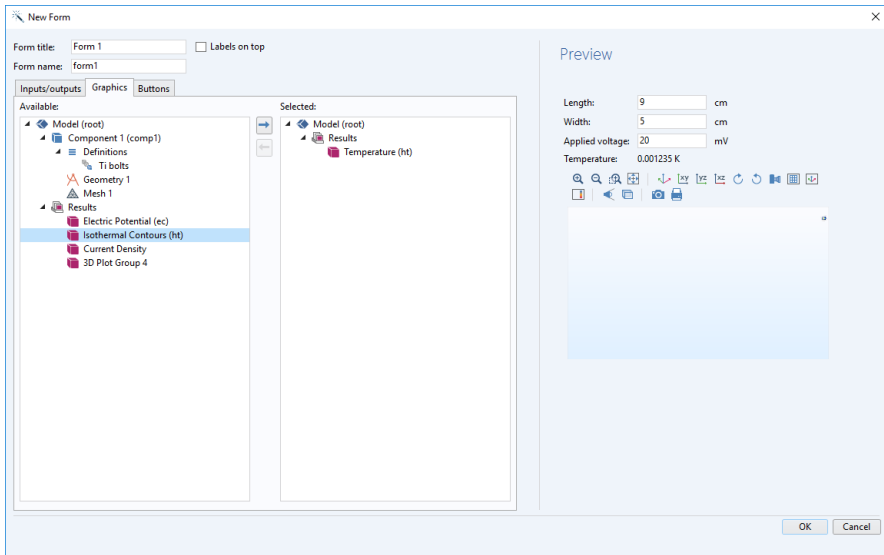 New Form
Form title: Form 1 Labels on top
Form name: form1
Inputs/outputs Graphics Buttons
Available:
Model (root)
Component 1 (comp1)
Definitions
Ti bolts
Geometry 1
Mesh 1
Results
Electric Potential (ec)
Isothermal Contours (ht)
Current Density
3D Plot Group 4
Selected:
Model (root)
Results
Temperature (ht)
Preview
Length: 9 cm
Width: 5 cm
Applied voltage: 20 mV
Temperature: 0.001235 K
xy yz xz
OK Cancel